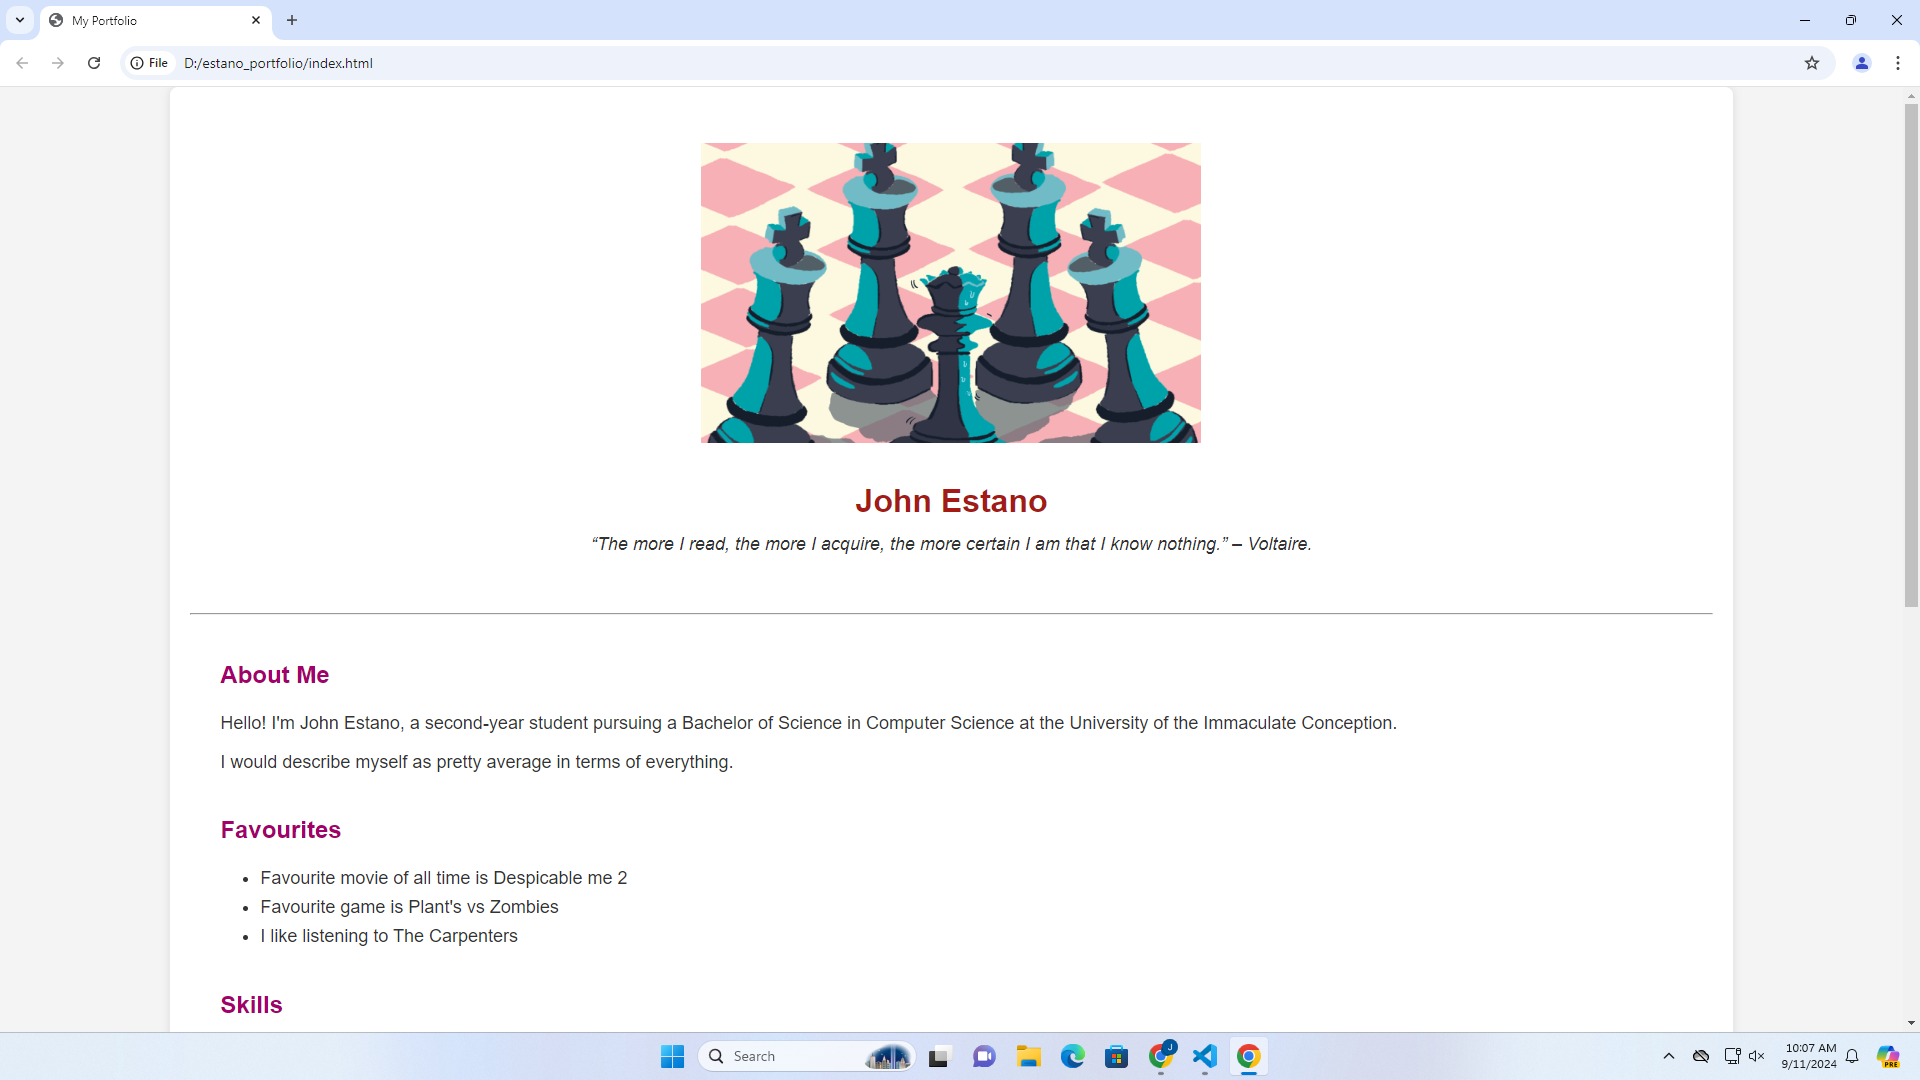 My Portfolio
File
D:/estano_portfolio/index.html
John Estano
“The more I read, the more I acquire, the more certain I am that I know nothing.” – Voltaire.
About Me
Hello! I'm John Estano, a second-year student pursuing a Bachelor of Science in Computer Science at the University of the Immaculate Conception.
I would describe myself as pretty average in terms of everything.
Favourites
Favourite movie of all time is Despicable me 2
Favourite game is Plant's vs Zombies
I like listening to The Carpenters
Skills
Search
J
10:07 AM
9/11/2024
PRE